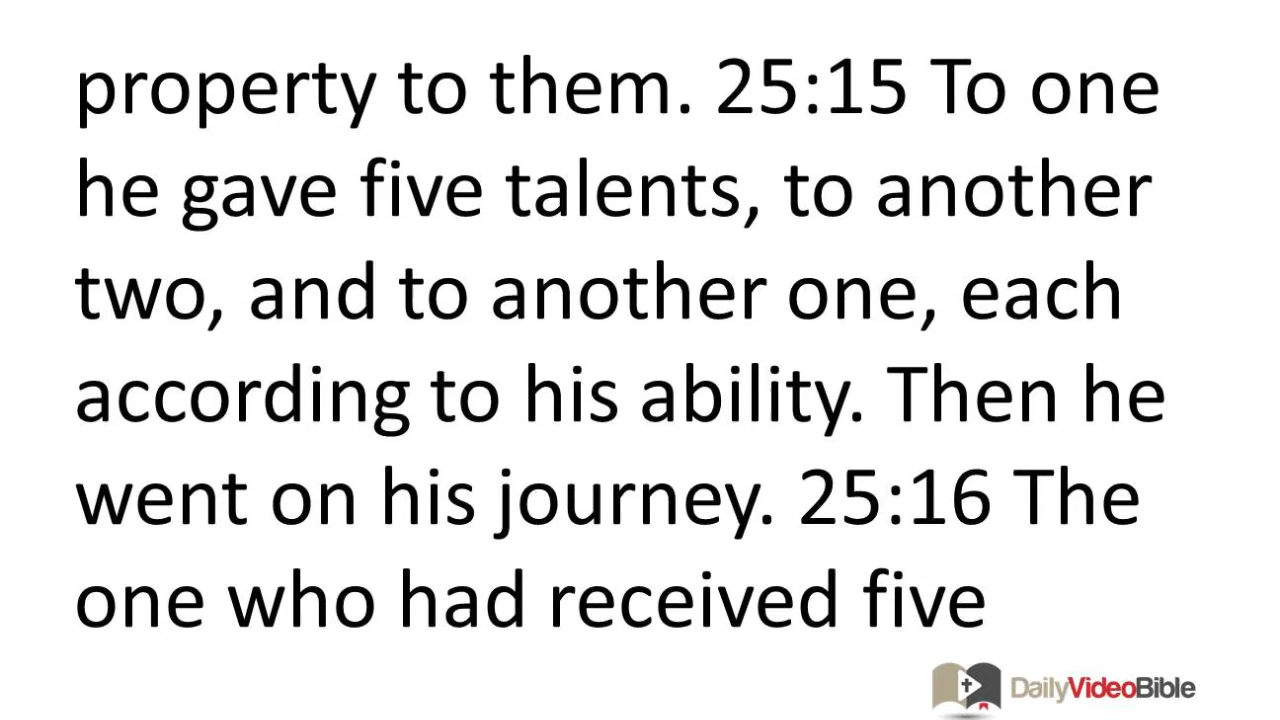 property to them. 25:15 To one
he gave five talents, to another
two, and to another one, each
according to his ability. Then he
went on his journey. 25:16 The
one who had received five
DailyVideoBible